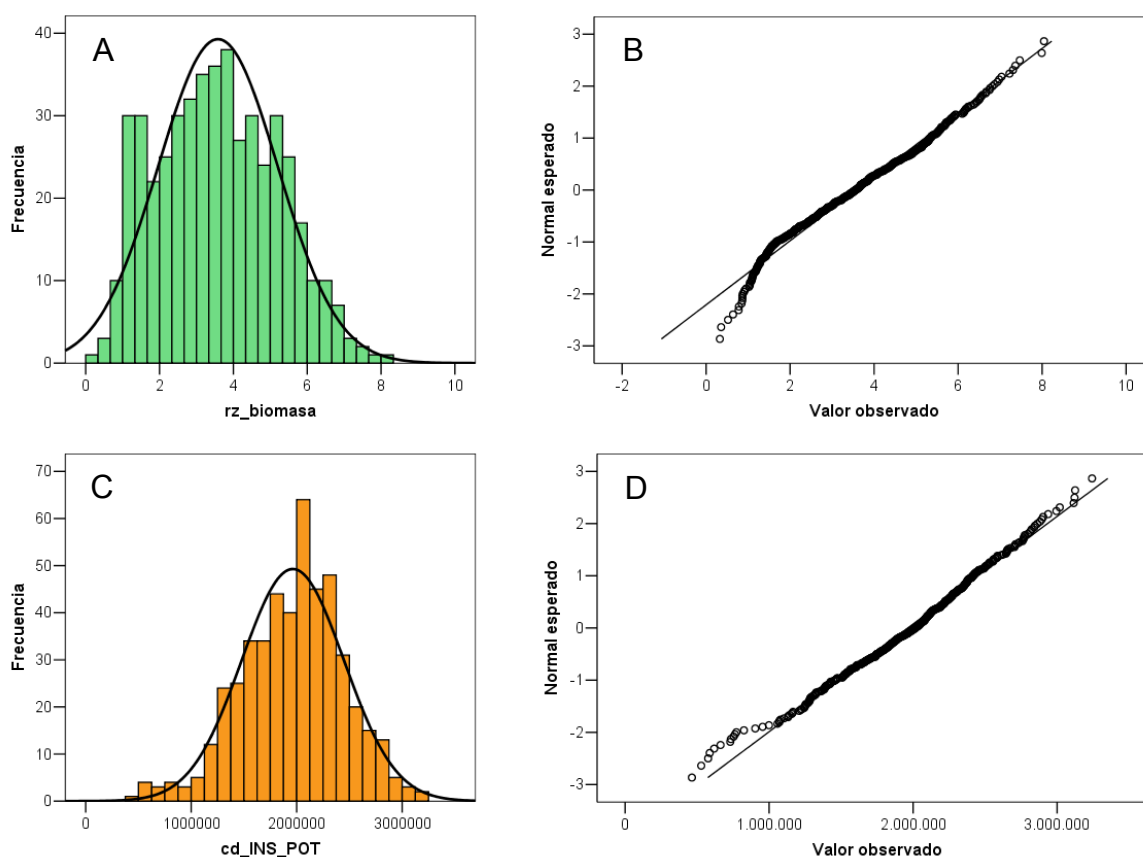 A
40
30
20
10
0
Frecuencia
0 2 4 6 8 10
rz_biomasa
B
3
2
1
0
-1
-2
-3
Normal esperado
-2 0 2 4 6 8 10
Valor observado
C
70
60
50
40
30
20
10
0
Frecuencia
0 1000000 2000000 3000000
cd_INS_POT
D
3
2
1
0
-1
-2
-3
Normal esperado
0 1.000.000 2.000.000 3.000.000
Valor observado